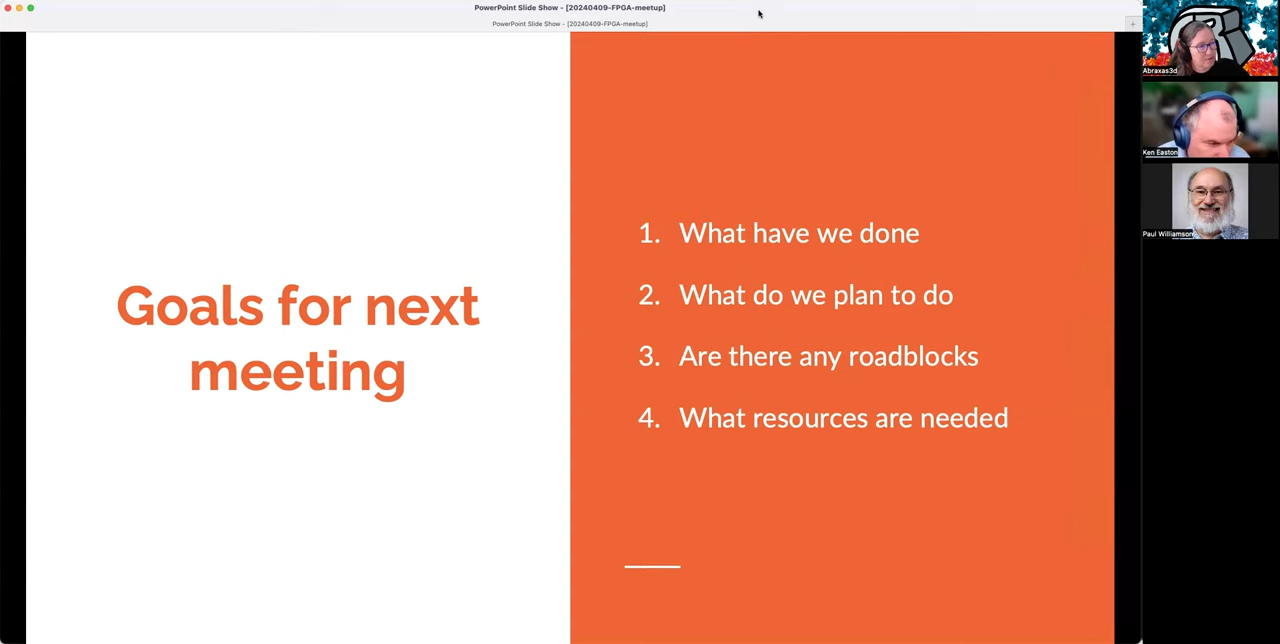 PowerPoint Slide Show - [20240409-FPGA-meetup]
PowerPoint Slide Show - [20240409-FPGA-meetup]
+
Goals for next
meeting
1. What have we done
2. What do we plan to do
3. Are there any roadblocks
4. What resources are needed
Abraxas3d
Ken Easton
Paul Williamson